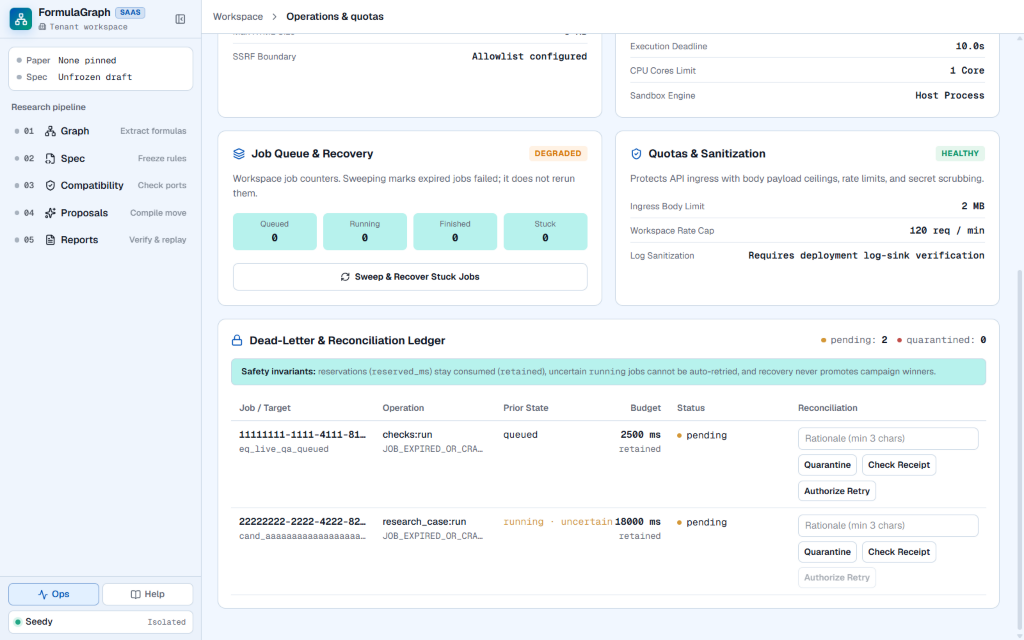 FormulaGraph SAAS
Tenant workspace
Workspace > Operations & quotas
Paper None pinned
Spec Unfrozen draft
Research pipeline
01 Graph Extract formulas
02 Spec Freeze rules
03 Compatibility Check ports
04 Proposals Compile move
05 Reports Verify & replay
Ops Help
Seedy Isolated
SSRF Boundary Allowlist configured
Execution Deadline 10.0s
CPU Cores Limit 1 Core
Sandbox Engine Host Process
Job Queue & Recovery DEGRADED
Workspace job counters. Sweeping marks expired jobs failed; it does not rerun
them.
Queued Running Finished Stuck
0 0 0 0
Sweep & Recover Stuck Jobs
Quotas & Sanitization HEALTHY
Protects API ingress with body payload ceilings, rate limits, and secret scrubbing.
Ingress Body Limit 2 MB
Workspace Rate Cap 120 req / min
Log Sanitization Requires deployment log-sink verification
Dead-Letter & Reconciliation Ledger pending: 2 quarantined: 0
Safety invariants: reservations (reserved_ms) stay consumed (retained), uncertain running jobs cannot be auto-retried, and recovery never promotes campaign winners.
Job / Target Operation Prior State Budget Status Reconciliation
11111111-1111-4111-81… checks:run queued 2500 ms pending Rationale (min 3 chars)
eq_live_qa_queued JOB_EXPIRED_OR_CRA… retained
Quarantine Check Receipt
Authorize Retry
22222222-2222-4222-82… research_case:run running · uncertain 18000 ms pending Rationale (min 3 chars)
cand_aaaaaaaaaaaaaaaaaa… JOB_EXPIRED_OR_CRA… retained
Quarantine Check Receipt
Authorize Retry